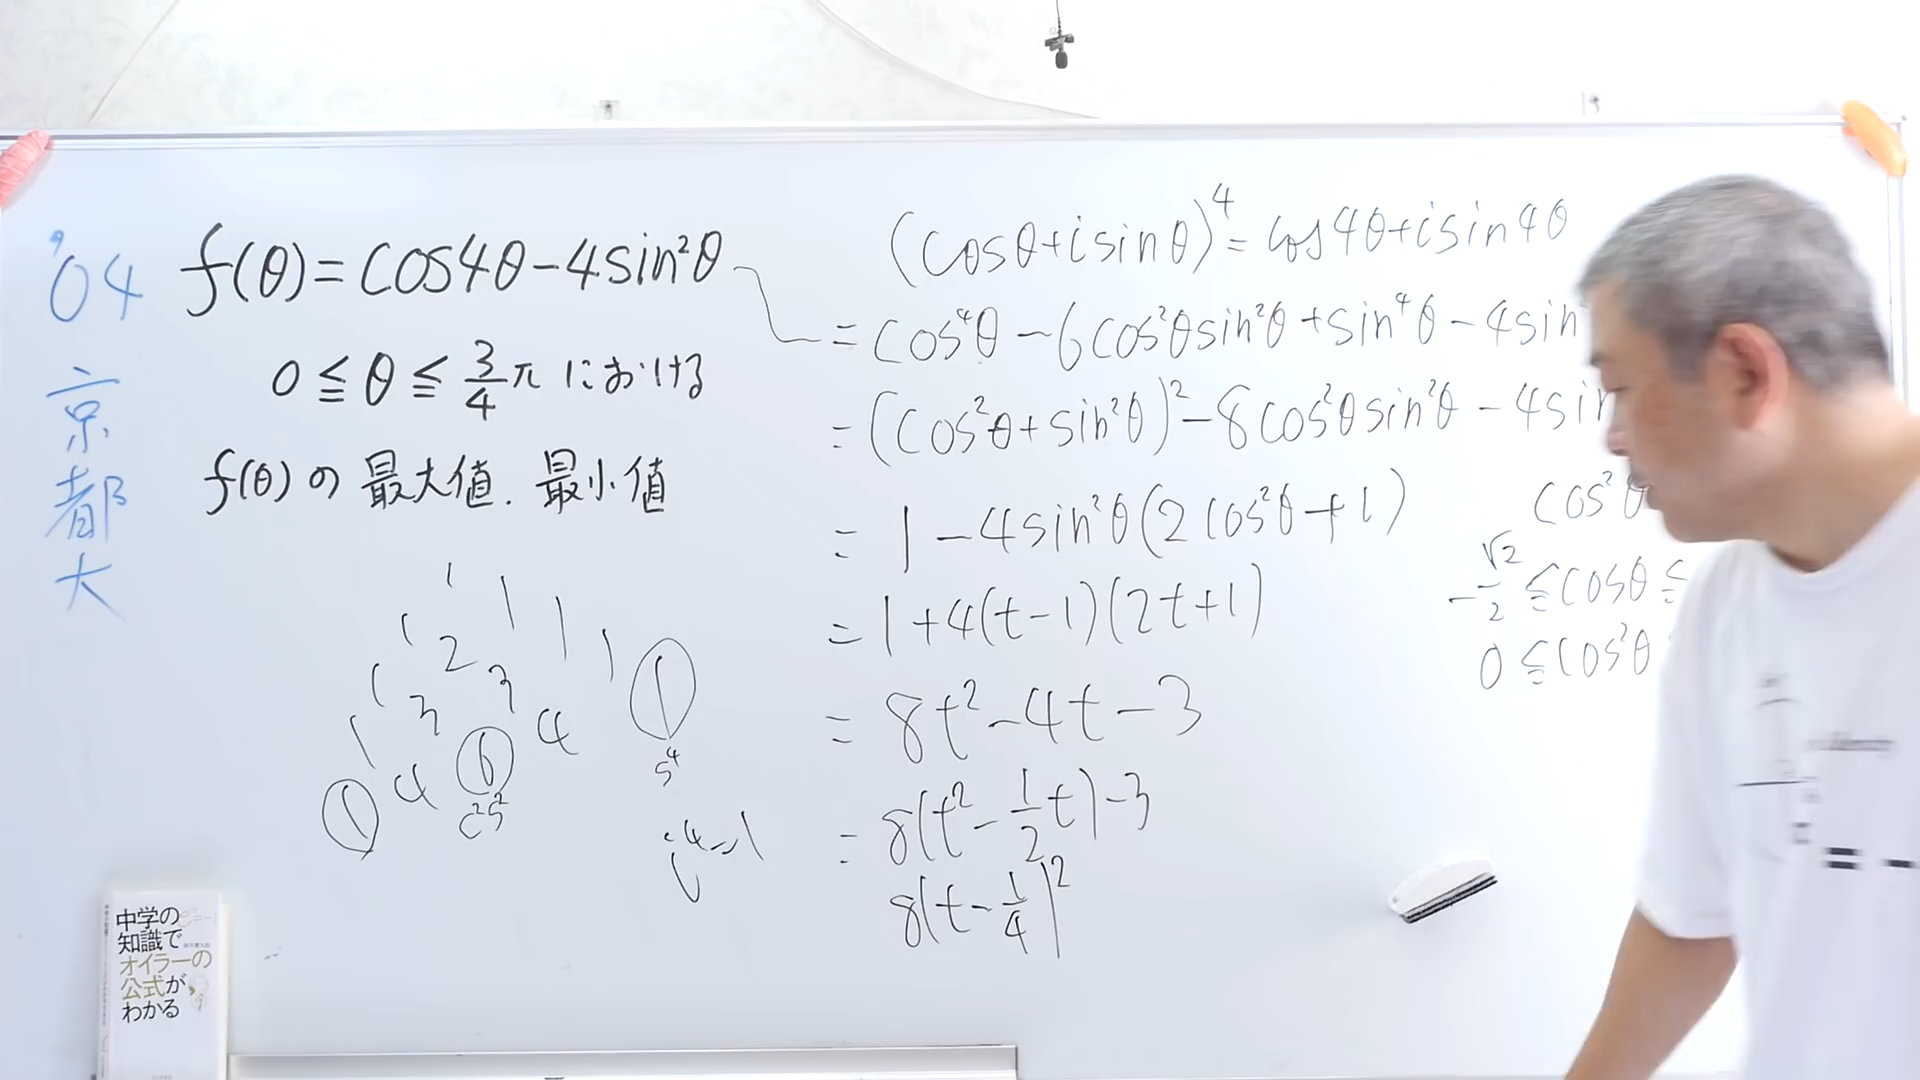 '04 京都大
f(θ)=cos4θ-4sin²θ
0≦θ≦3/4π における
f(θ)の最大値.最小値
1
1 1
1 2 1
1 3 3 1
1 4 6 4 1
c²s² s⁴
i⁴=1
(cosθ+isinθ)⁴=cos4θ+isin4θ
=cos⁴θ-6cos²θsin²θ+sin⁴θ-4sin
=(cos²θ+sin²θ)²-8cos²θsin²θ-4sin
=1-4sin²θ(2cos²θ+1)
=1+4(t-1)(2t+1)
=8t²-4t-3
=8(t²-1/2t)-3
8(t-1/4)²
cos²θ
-√2/2≦cosθ≦
0≦cos²θ
中学の
知識で
オイラーの
公式が
わかる